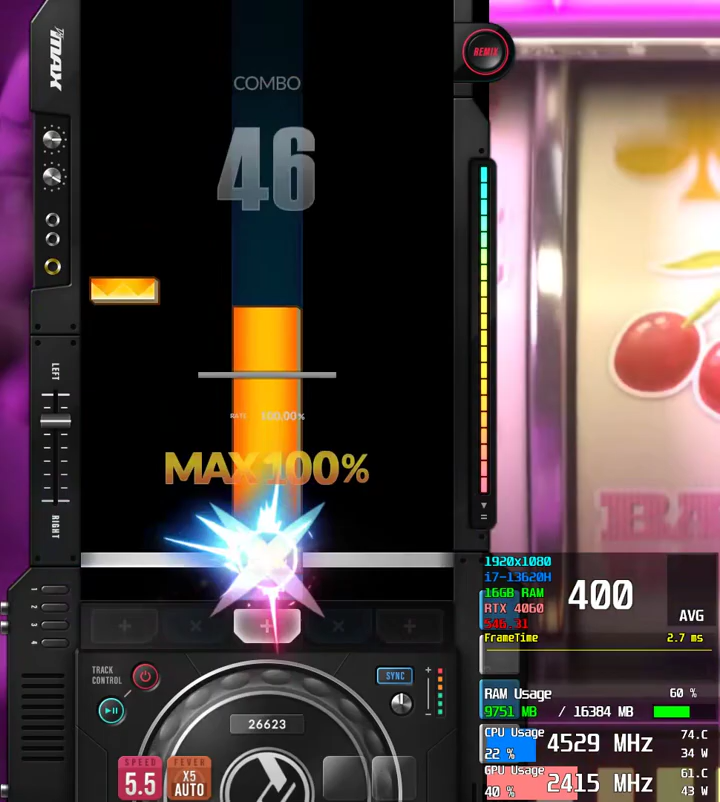 THE MAX
REMIX
COMBO
46
LEFT
RATE 100.00%
MAX 100%
RIGHT
1
2
3
4
TRACK CONTROL
SYNC
26623
SPEED
5.5
FEVER
X5
AUTO
1920x1080
i7-13620H
16GB RAM
RTX 4060
546.31
400
AVG
FrameTime
2.7 ms
RAM Usage
60 %
9751 MB / 16384 MB
CPU Usage
22 %
4529 MHz
74.C
34 W
GPU Usage
40 %
2415 MHz
61.C
43 W